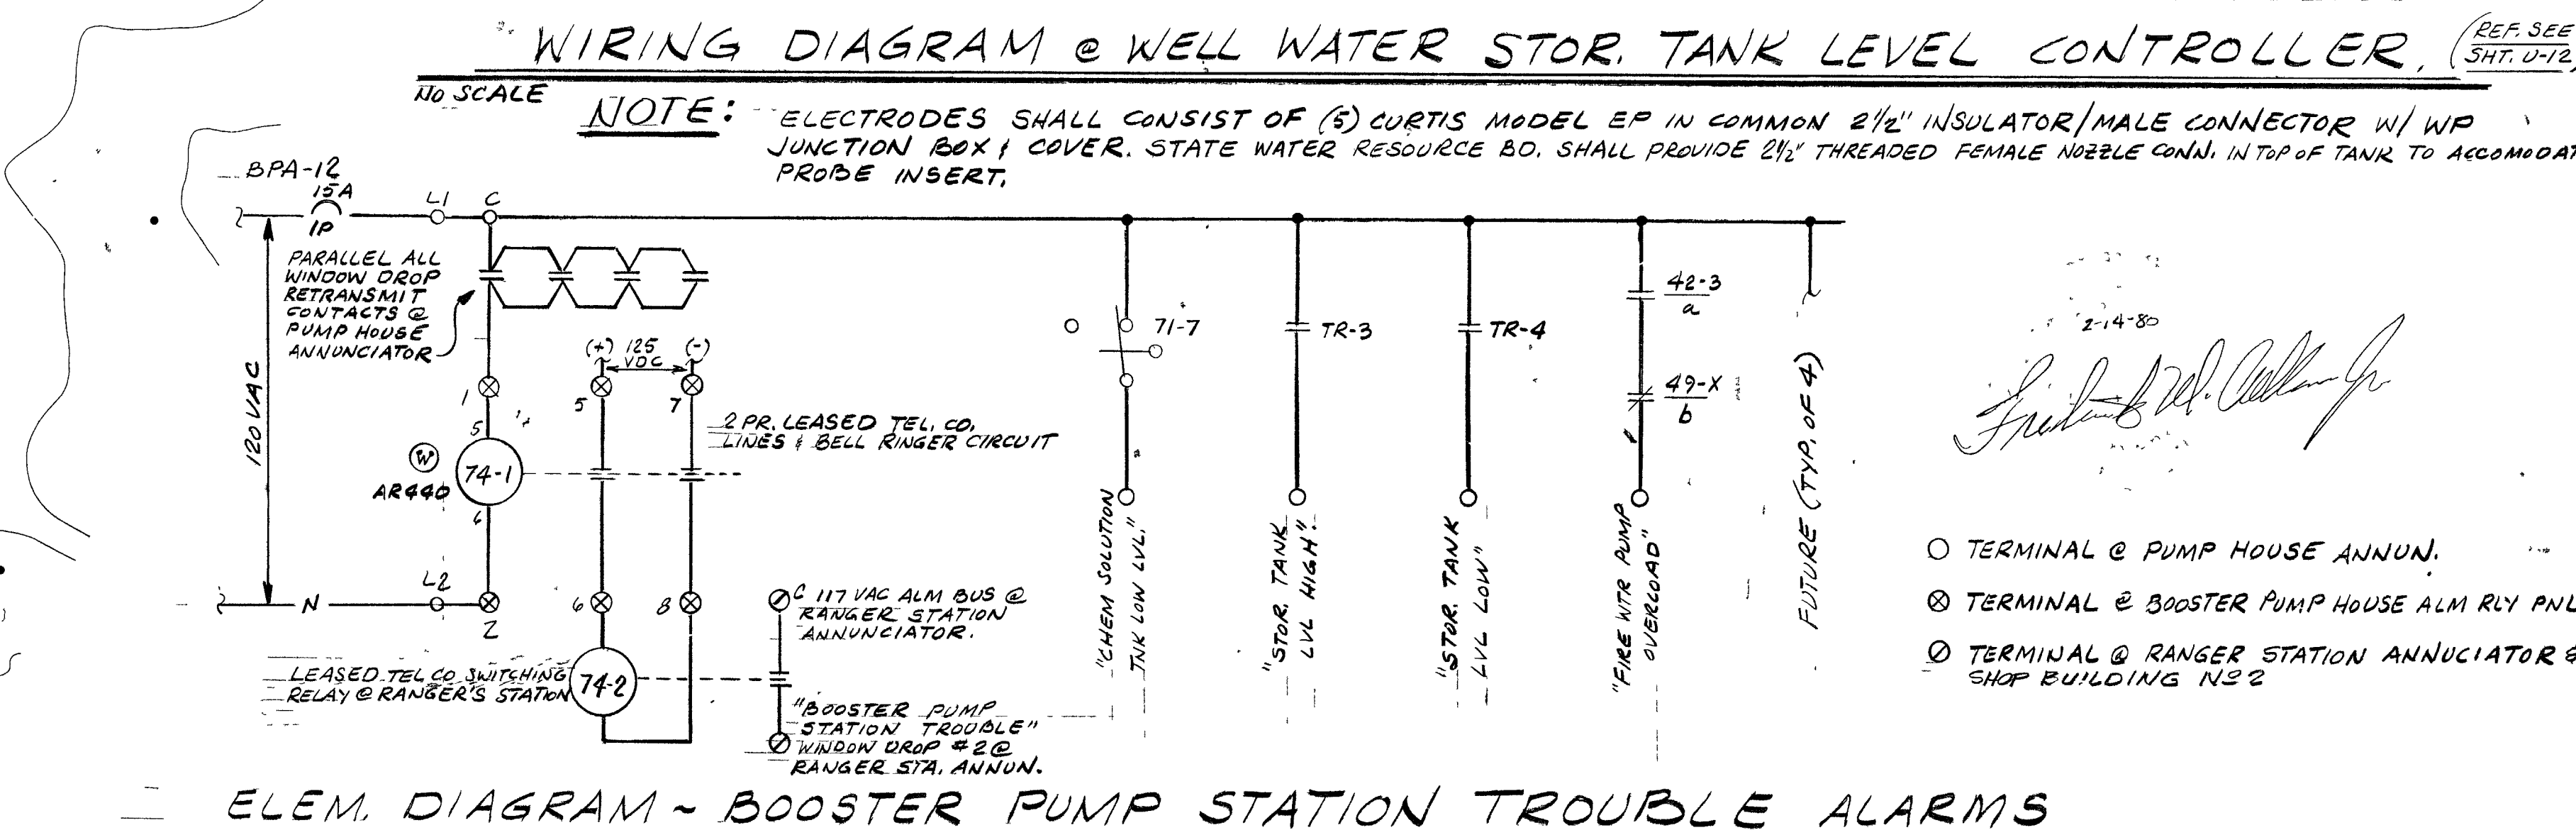 WIRING DIAGRAM @ WELL WATER STOR. TANK LEVEL CONTROLLER.
(REF. SEE
SHT. U-12)
NO SCALE
NOTE: ELECTRODES SHALL CONSIST OF (5) CURTIS MODEL EP IN COMMON 2 1/2" INSULATOR/MALE CONNECTOR W/ WP
JUNCTION BOX & COVER. STATE WATER RESOURCE BD. SHALL PROVIDE 2 1/2" THREADED FEMALE NOZZLE CONN. IN TOP OF TANK TO ACCOMODAT
PROBE INSERT.
BPA-12
15A
1P
L1
C
PARALLEL ALL
WINDOW DROP
RETRANSMIT
CONTACTS @
PUMP HOUSE
ANNUNCIATOR
120 VAC
(+) 125 (-)
VDC
1
5
7
5
2 PR. LEASED TEL. CO.
LINES & BELL RINGER CIRCUIT
W
74-1
AR440
6
N
L2
2
6
8
LEASED TEL CO SWITCHING
RELAY @ RANGER'S STATION
74-2
C 117 VAC ALM BUS @
RANGER STATION
ANNUNCIATOR.
"BOOSTER PUMP
STATION TROUBLE"
WINDOW DROP #2 @
RANGER STA. ANNUN.
71-7
"CHEM SOLUTION
TNK LOW LVL."
TR-3
"STOR. TANK
LVL HIGH".
TR-4
"STOR. TANK
LVL LOW"
42-3
a
49-X
b
"FIRE WTR PUMP
OVERLOAD"
FUTURE (TYP. OF 4)
2-14-80
TERMINAL @ PUMP HOUSE ANNUN.
TERMINAL @ BOOSTER PUMP HOUSE ALM RLY PNL
TERMINAL @ RANGER STATION ANNUCIATOR &
SHOP BUILDING Nº 2
ELEM. DIAGRAM ~ BOOSTER PUMP STATION TROUBLE ALARMS